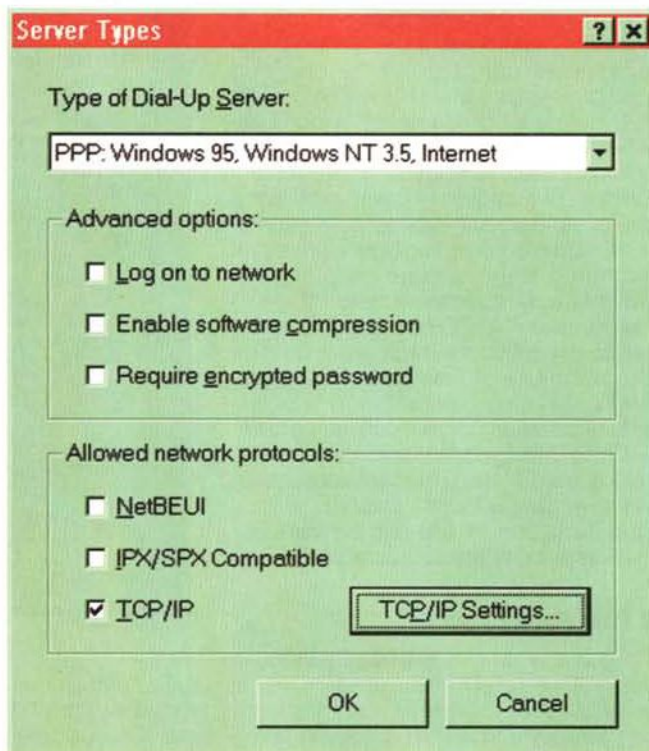 Server Types
Type of Dial-Up Server:
PPP: Windows 95, Windows NT 3.5, Internet
Advanced options:
Log on to network
Enable software compression
Require encrypted password
Allowed network protocols:
NetBEUI
IPX/SPX Compatible
TCP/IP
TCP/IP Settings...
OK
Cancel